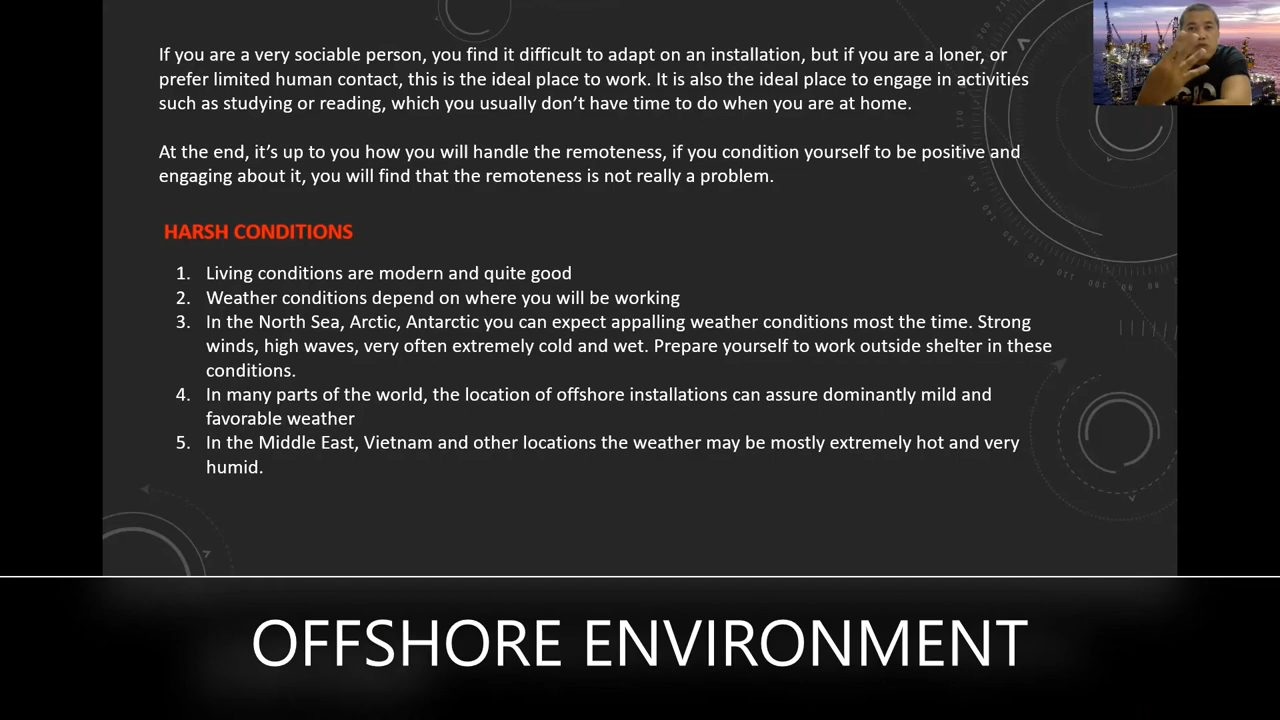 If you are a very sociable person, you find it difficult to adapt on an installation, but if you are a loner, or
prefer limited human contact, this is the ideal place to work. It is also the ideal place to engage in activities
such as studying or reading, which you usually don’t have time to do when you are at home.
At the end, it’s up to you how you will handle the remoteness, if you condition yourself to be positive and
engaging about it, you will find that the remoteness is not really a problem.
HARSH CONDITIONS
1. Living conditions are modern and quite good
2. Weather conditions depend on where you will be working
3. In the North Sea, Arctic, Antarctic you can expect appalling weather conditions most the time. Strong
winds, high waves, very often extremely cold and wet. Prepare yourself to work outside shelter in these
conditions.
4. In many parts of the world, the location of offshore installations can assure dominantly mild and
favorable weather
5. In the Middle East, Vietnam and other locations the weather may be mostly extremely hot and very
humid.
OFFSHORE ENVIRONMENT